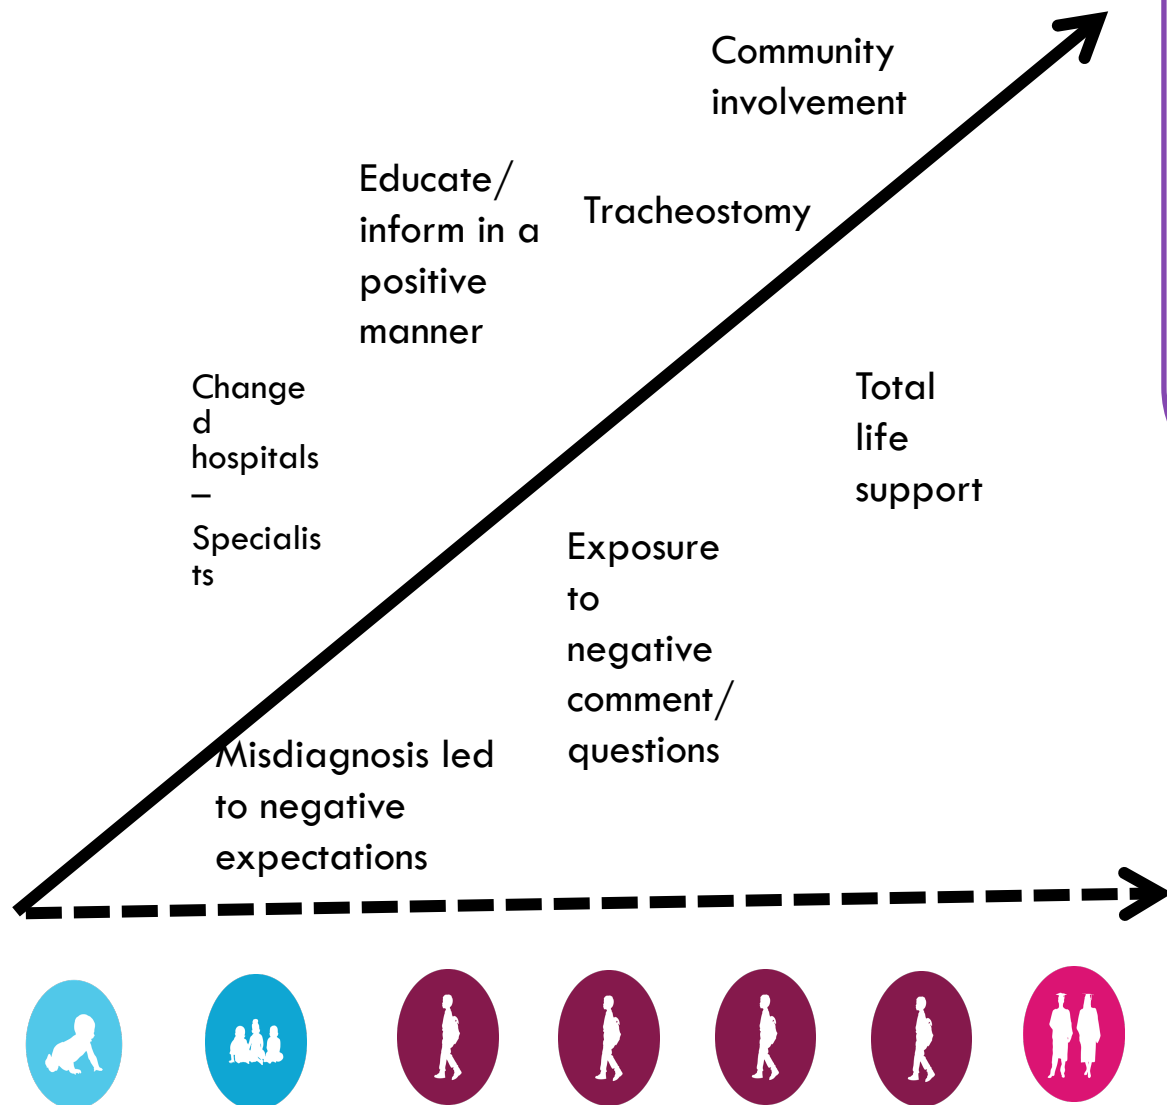 Community
involvement
Educate/
inform in a
positive
manner
Tracheostomy
Change
d
hospitals
–
Specialis
ts
Total
life
support
Exposure
to
negative
comment/
questions
Misdiagnosis led
to negative
expectations